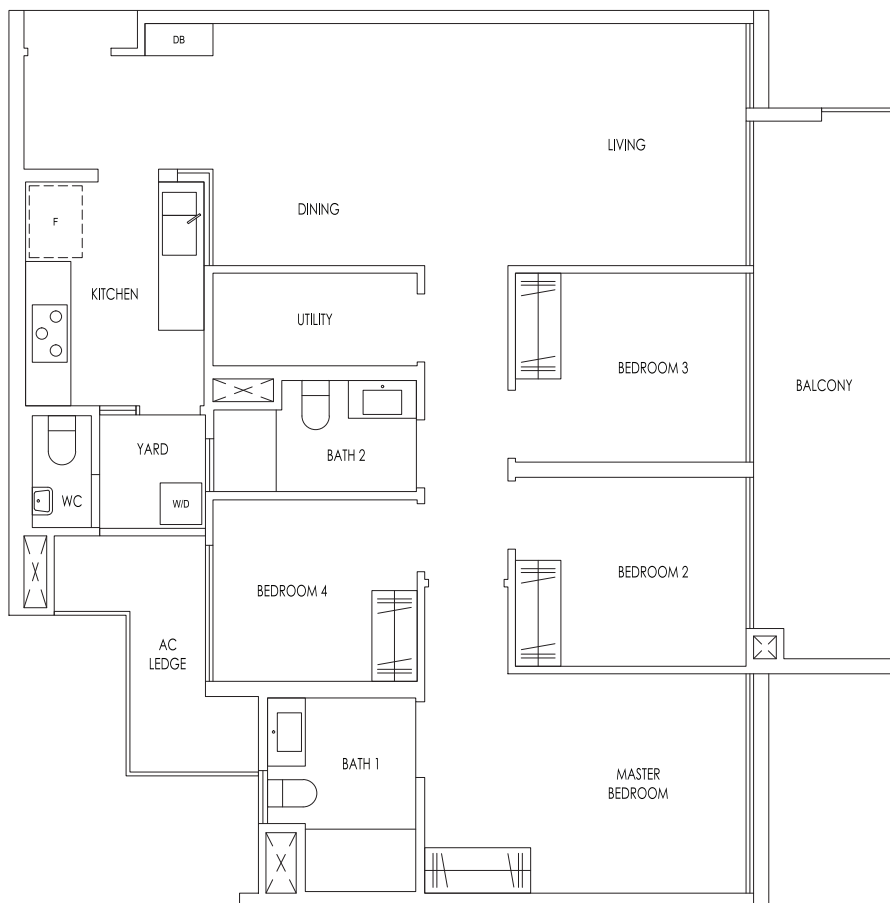 DB
LIVING
F
DINING
KITCHEN
UTILITY
BEDROOM 3
BALCONY
YARD
BATH 2
WC
W/D
BEDROOM 4
BEDROOM 2
AC
LEDGE
BATH 1
MASTER
BEDROOM